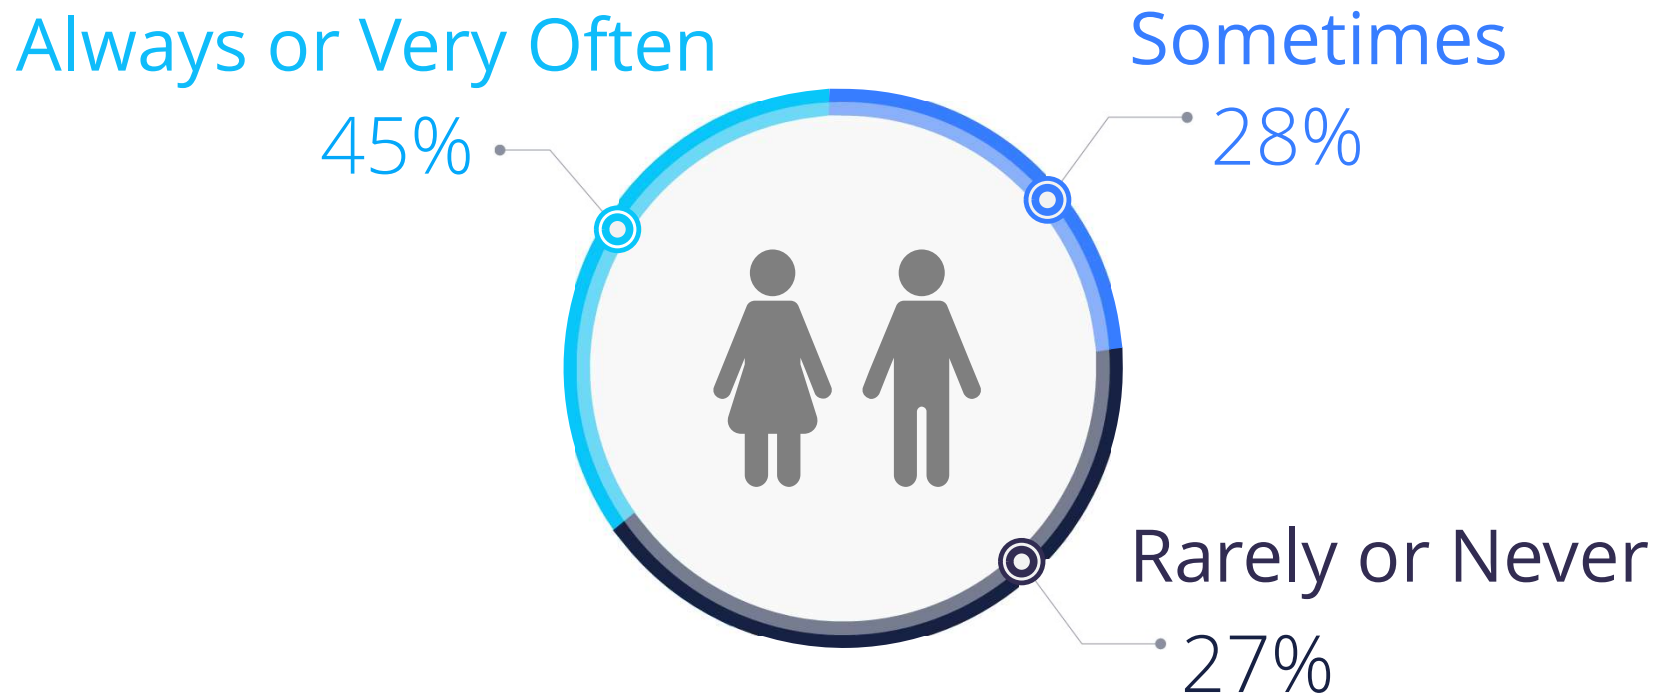 Always or Very Often
45%
Sometimes
28%
Rarely or Never
27%